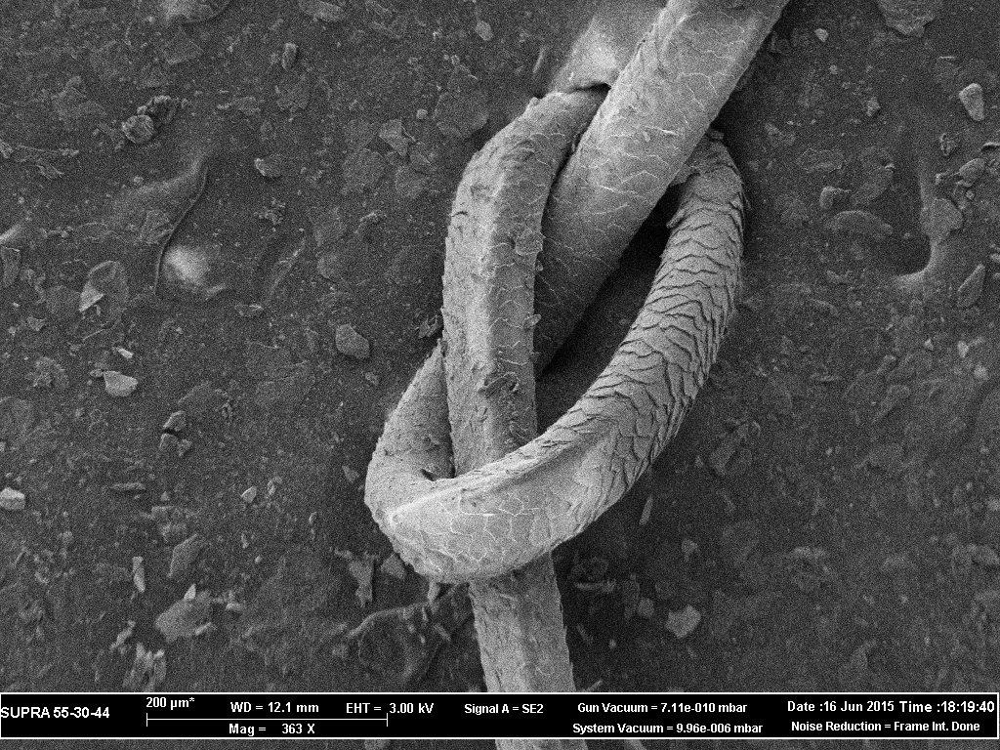 SUPRA 55-30-44
200 µm*
Mag = 363 X
WD = 12.1 mm
EHT = 3.00 kV
Signal A = SE2
Gun Vacuum = 7.11e-010 mbar
System Vacuum = 9.96e-006 mbar
Date :16 Jun 2015 Time :18:19:40
Noise Reduction = Frame Int. Done